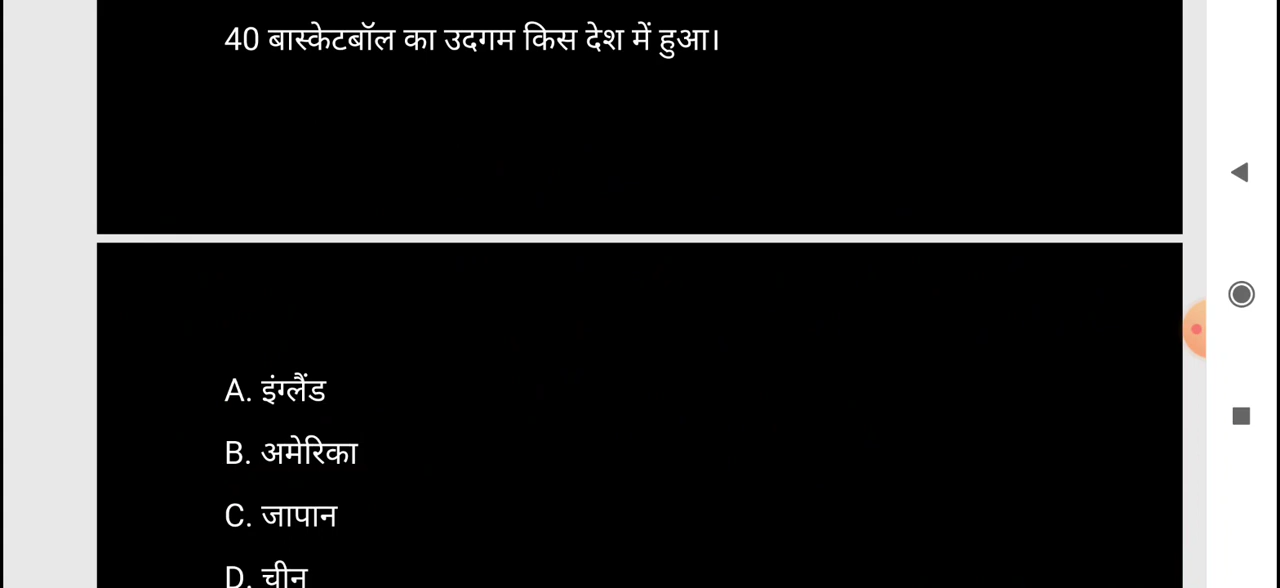 40 बास्केटबॉल का उदगम किस देश में हुआ।
A. इंग्लैंड
B. अमेरिका
C. जापान
D. चीन